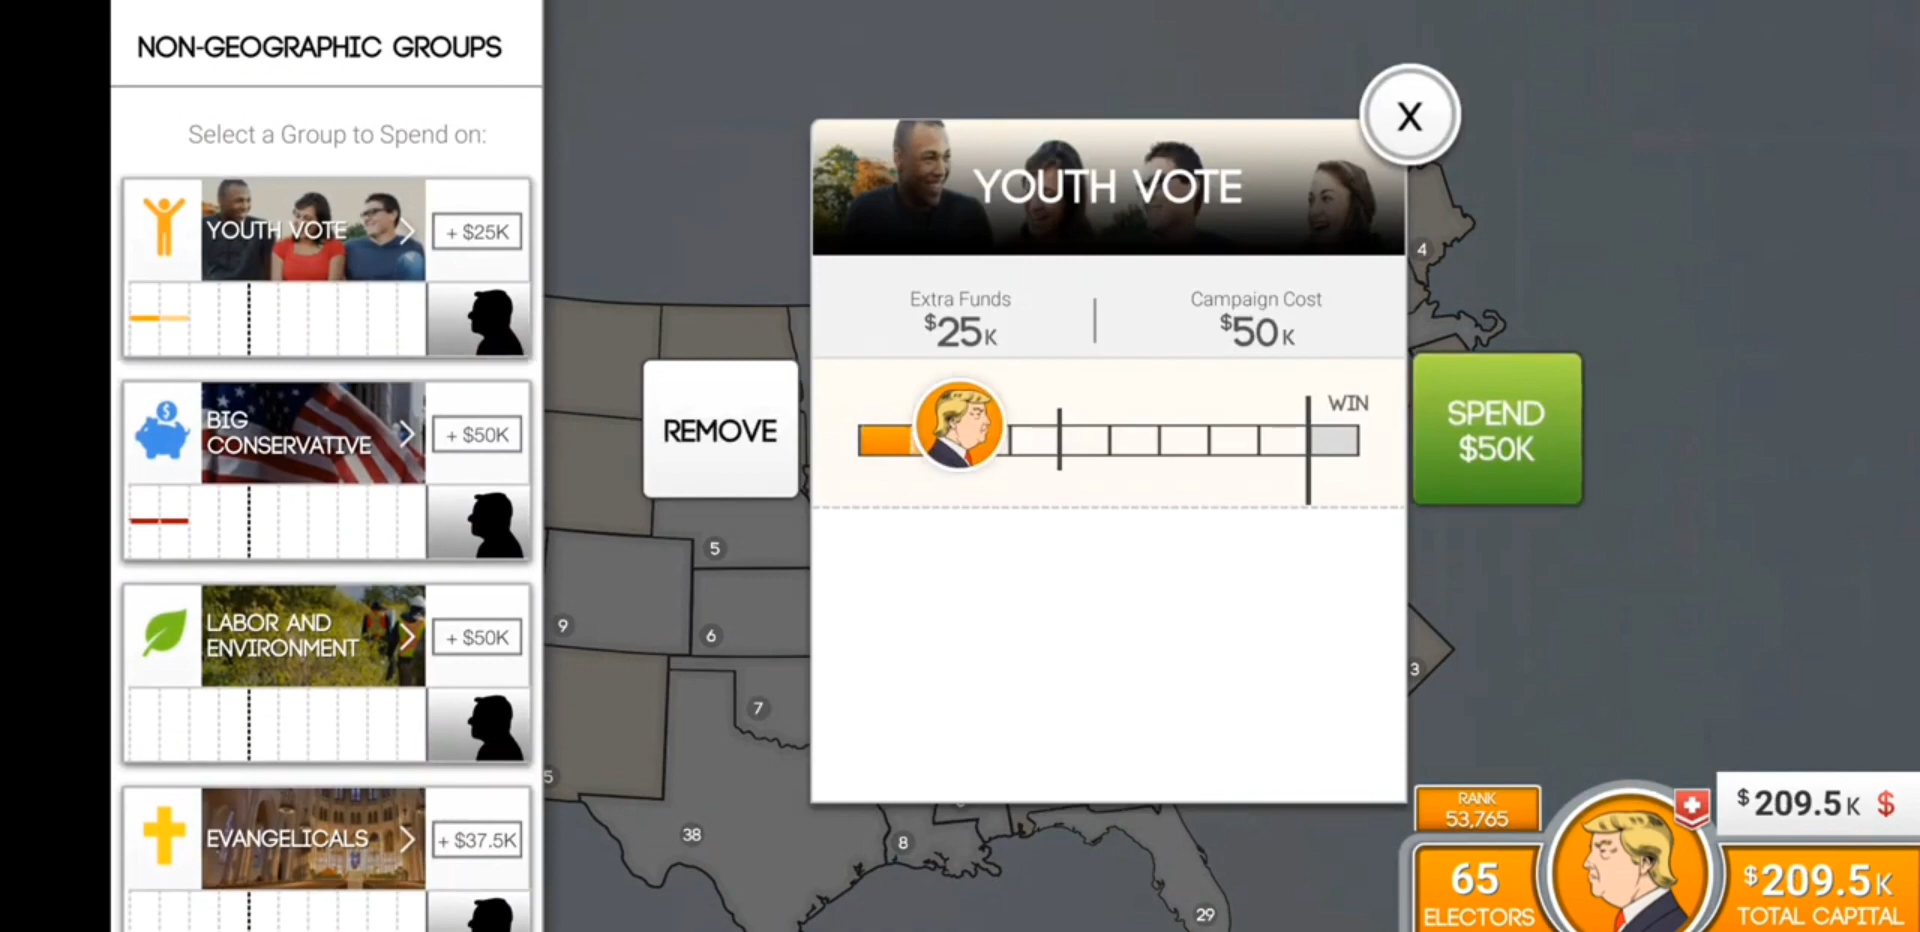 NON-GEOGRAPHIC GROUPS
Select a Group to Spend on:
YOUTH VOTE
+ $25K
BIG
CONSERVATIVE
+ $50K
LABOR AND
ENVIRONMENT
+ $50K
EVANGELICALS
+ $37.5K
X
YOUTH VOTE
Extra Funds
$25K
Campaign Cost
$50K
WIN
REMOVE
SPEND
$50K
4
5
9
6
3
7
5
38
8
29
RANK
53,765
65
ELECTORS
$209.5K $
$209.5K
TOTAL CAPITAL